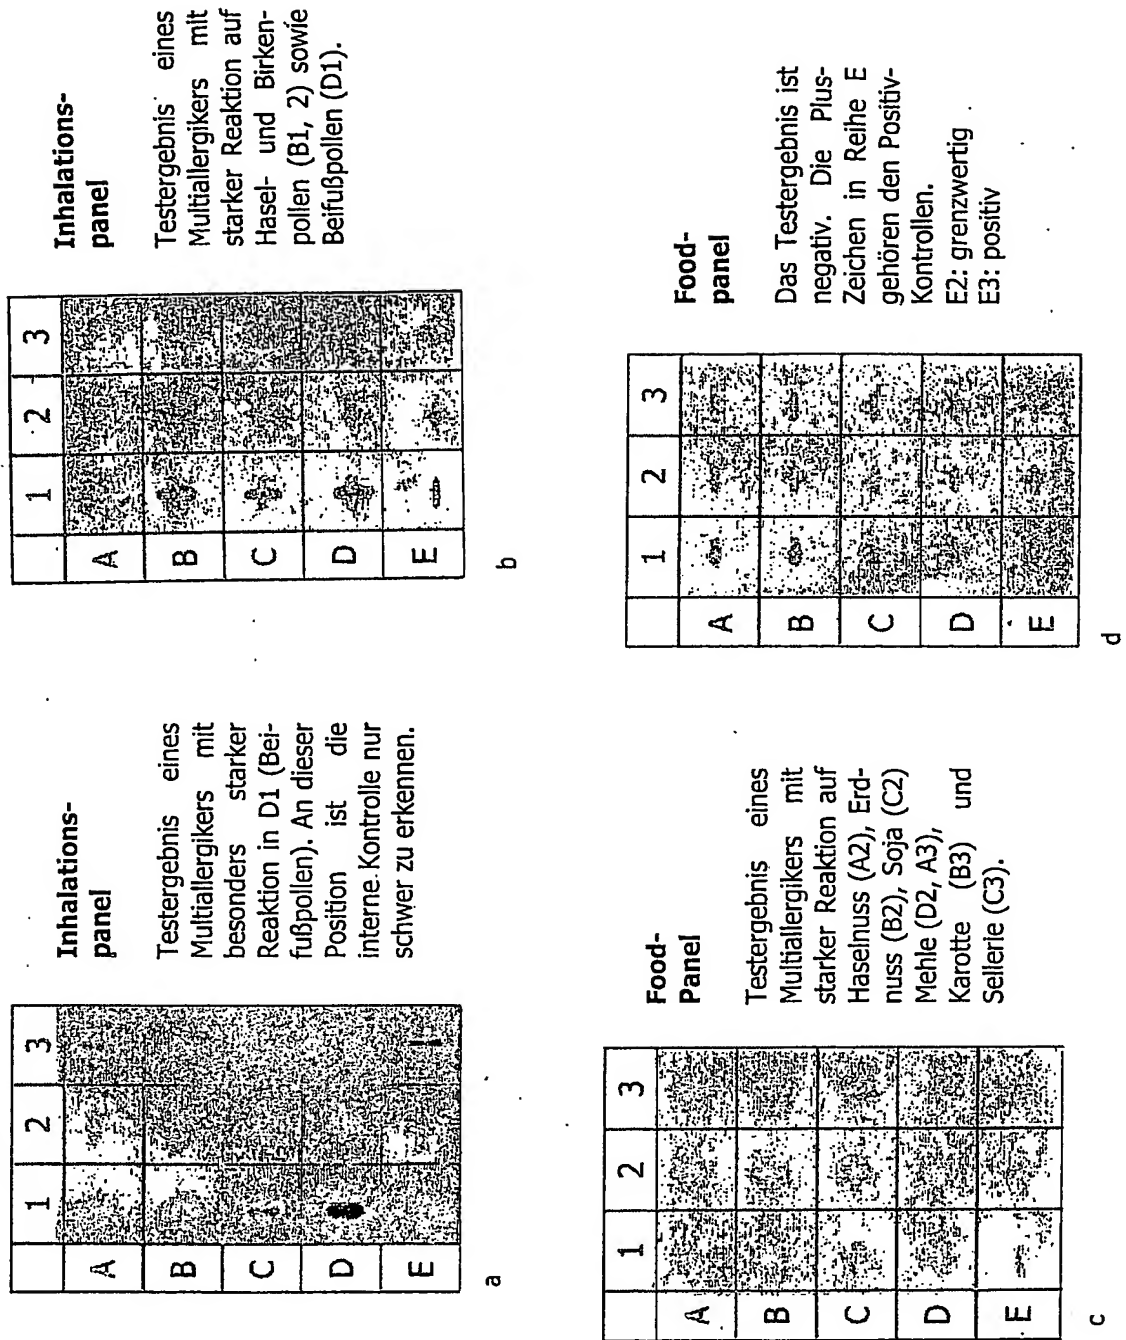 1 2 3
A
B
C
D
E
a
Inhalations-
panel
Testergebnis eines
Multiallergikers mit
besonders starker
Reaktion in D1 (Bei-
fußpollen). An dieser
Position ist die
interne Kontrolle nur
schwer zu erkennen.
1 2 3
A
B
C
D
E
b
Inhalations-
panel
Testergebnis eines
Multiallergikers mit
starker Reaktion auf
Hasel- und Birken-
pollen (B1, 2) sowie
Beifußpollen (D1).
1 2 3
A
B
C
D
E
c
Food-
Panel
Testergebnis eines
Multiallergikers mit
starker Reaktion auf
Haselnuss (A2), Erd-
nuss (B2), Soja (C2)
Mehle (D2, A3),
Karotte (B3) und
Sellerie (C3).
1 2 3
A
B
C
D
E
d
Food-
panel
Das Testergebnis ist
negativ. Die Plus-
Zeichen in Reihe E
gehören den Positiv-
Kontrollen.
E2: grenzwertig
E3: positiv